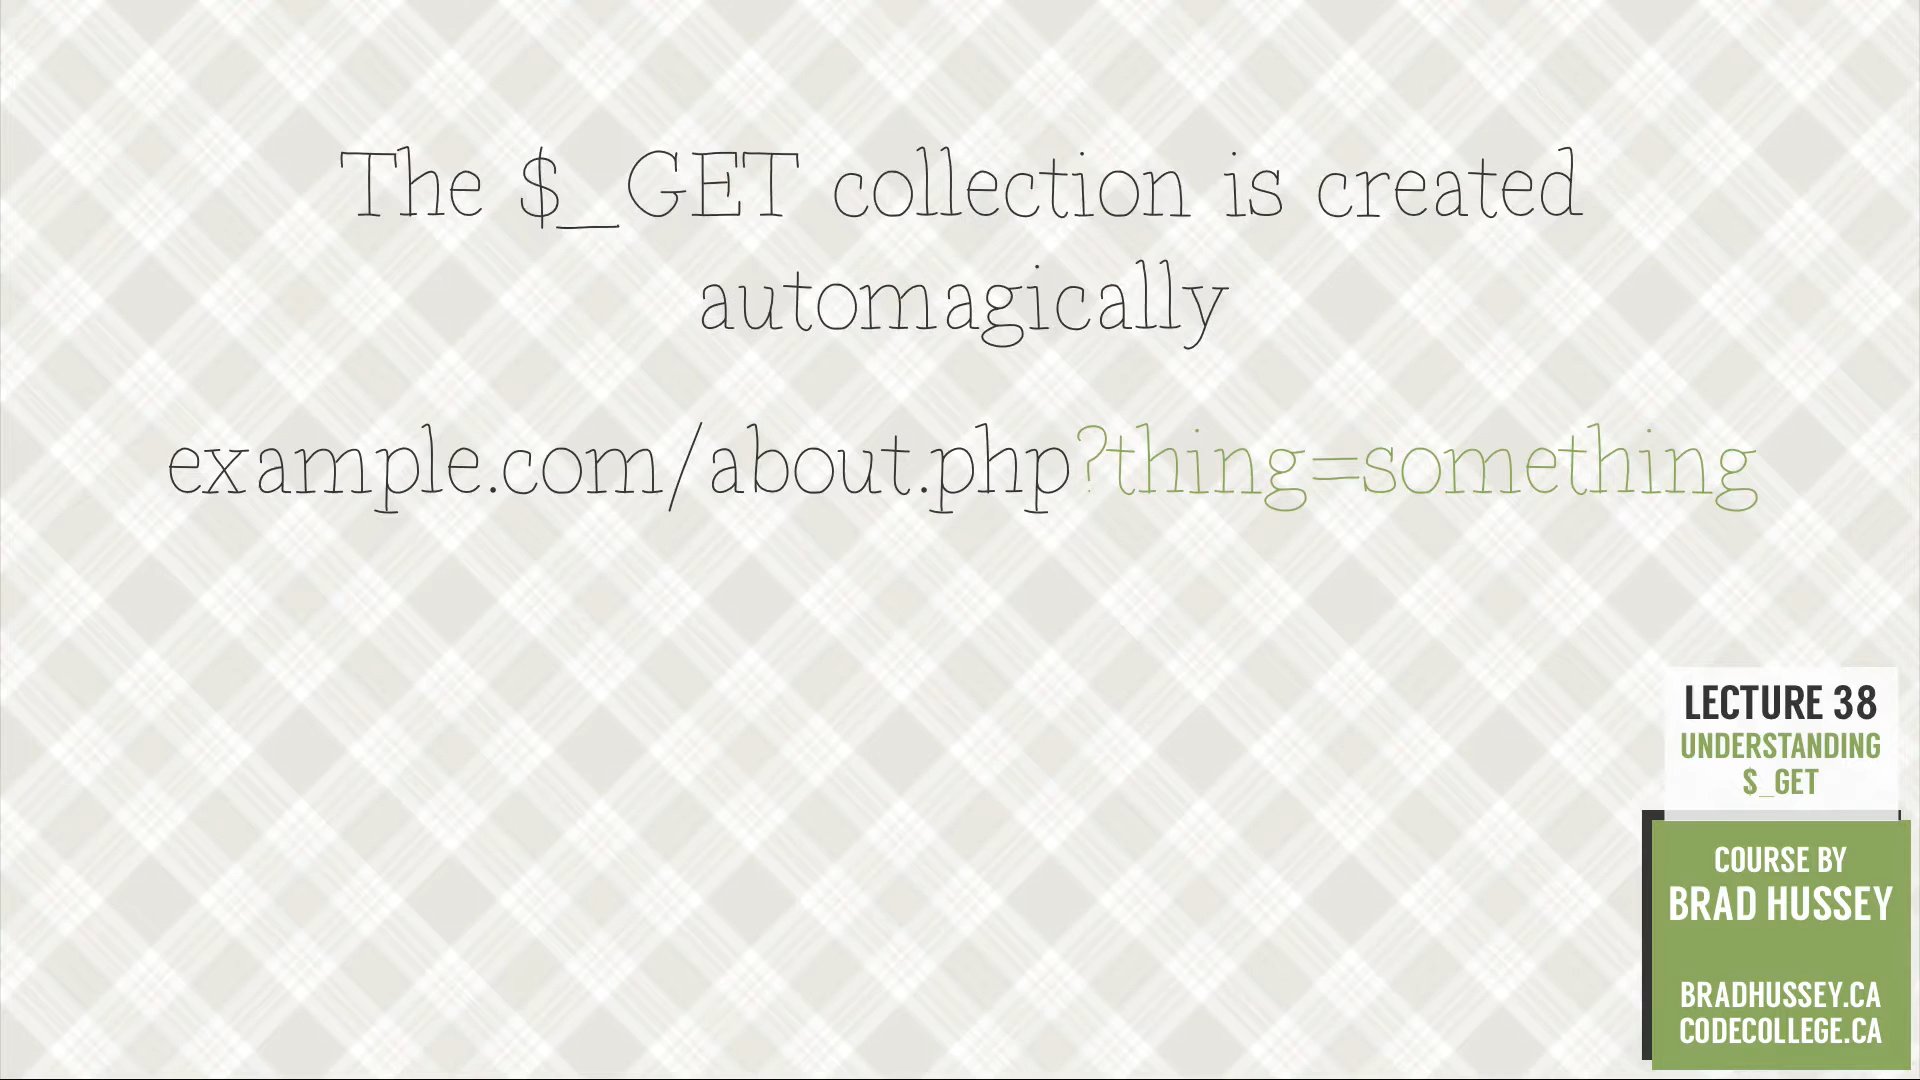 The $_GET collection is created
automagically
example.com/about.php?thing=something
LECTURE 38
UNDERSTANDING
$_GET
COURSE BY
BRAD HUSSEY
BRADHUSSEY.CA
CODECOLLEGE.CA